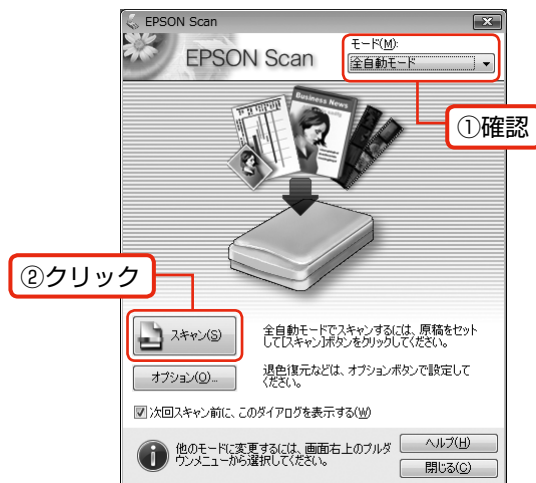 EPSON Scan
EPSON Scan
モード(M):
全自動モード
①確認
Business News
②クリック
スキャン(S)
全自動モードでスキャンするには、原稿をセット
して[スキャン]ボタンをクリックしてください。
オプション(O)...
退色復元などは、オプションボタンで設定して
ください。
次回スキャン前に、このダイアログを表示する(W)
他のモードに変更するには、画面右上のプルダ
ウンメニューから選択してください。
ヘルプ(H)
閉じる(C)